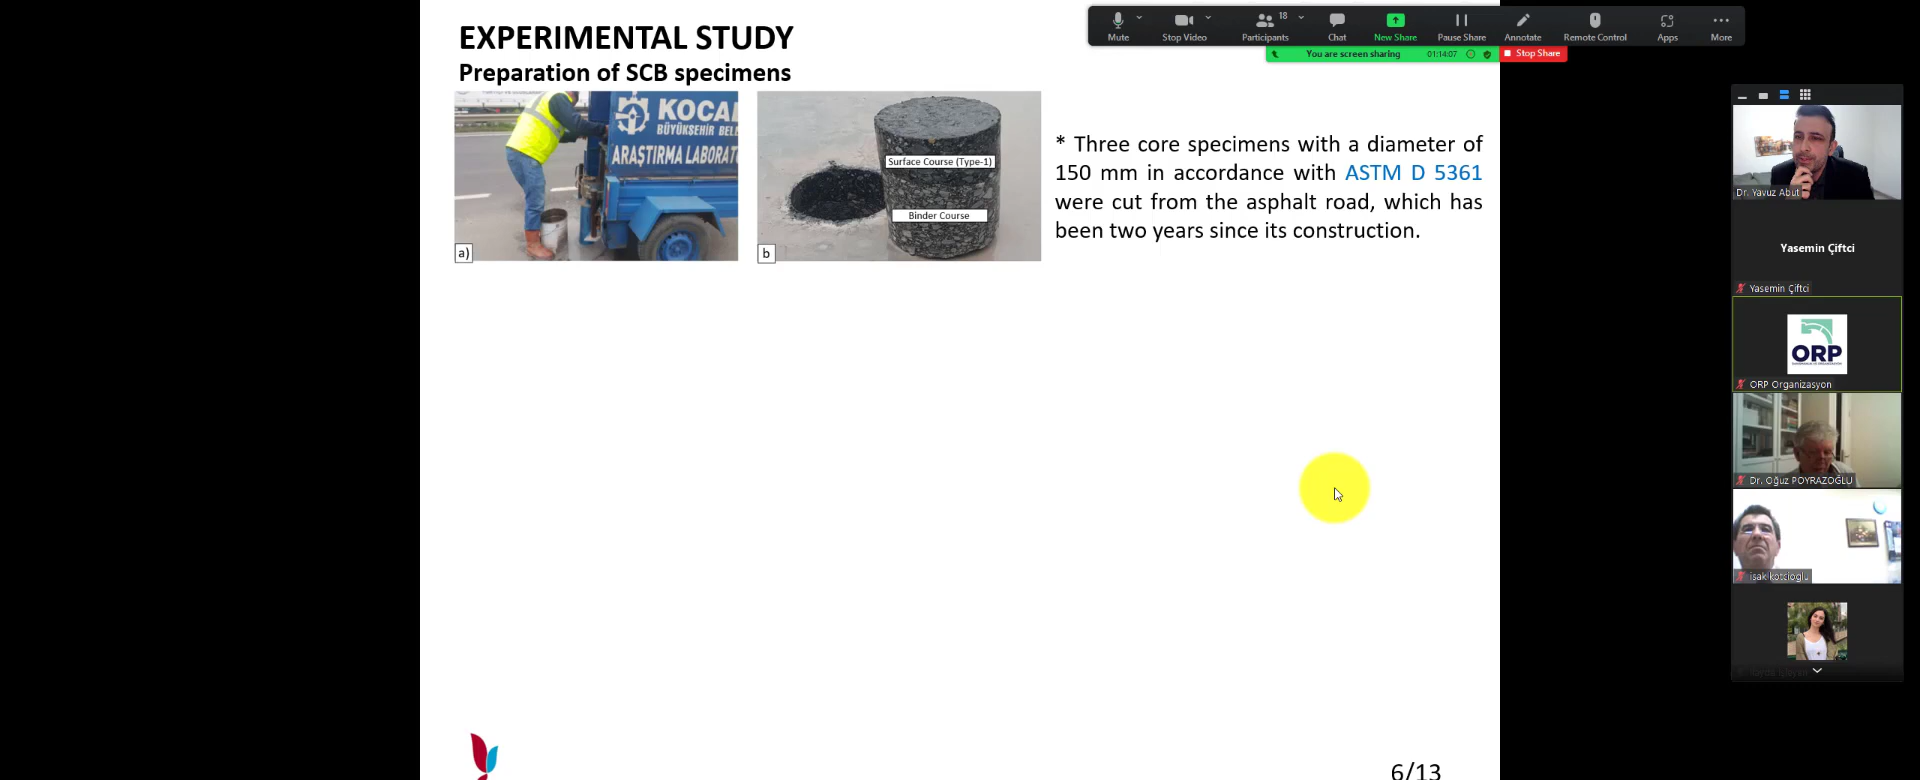 EXPERIMENTAL STUDY
Preparation of SCB specimens
KOCA
BÜYÜKŞEHİR BEL
ARAŞTIRMA LABORAT
a)
Surface Course (Type-1)
Binder Course
b
* Three core specimens with a diameter of
150 mm in accordance with ASTM D 5361
were cut from the asphalt road, which has
been two years since its construction.
6/13
Mute
Stop Video
18
Participants
Chat
New Share
Pause Share
Annotate
Remote Control
Apps
More
You are screen sharing
01:14:07
Stop Share
Dr. Yavuz Abut
Yasemin Çiftci
Yasemin Çiftci
ORP
ORP Organizasyon
Dr. Oğuz POYRAZOĞLU
isak kotcioglu